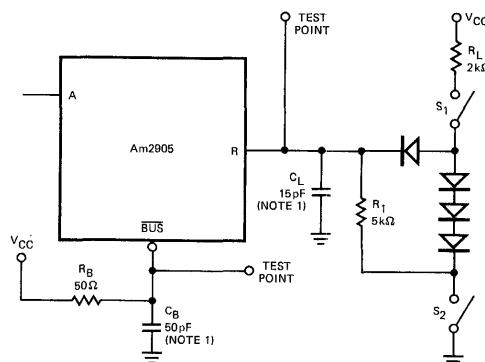 TEST
POINT
VCC
RL
2kΩ
S1
A
Am2905
R
CL
15pF
(NOTE 1)
R1
5kΩ
BUS
VCC
RB
50Ω
TEST
POINT
CB
50pF
(NOTE 1)
S2